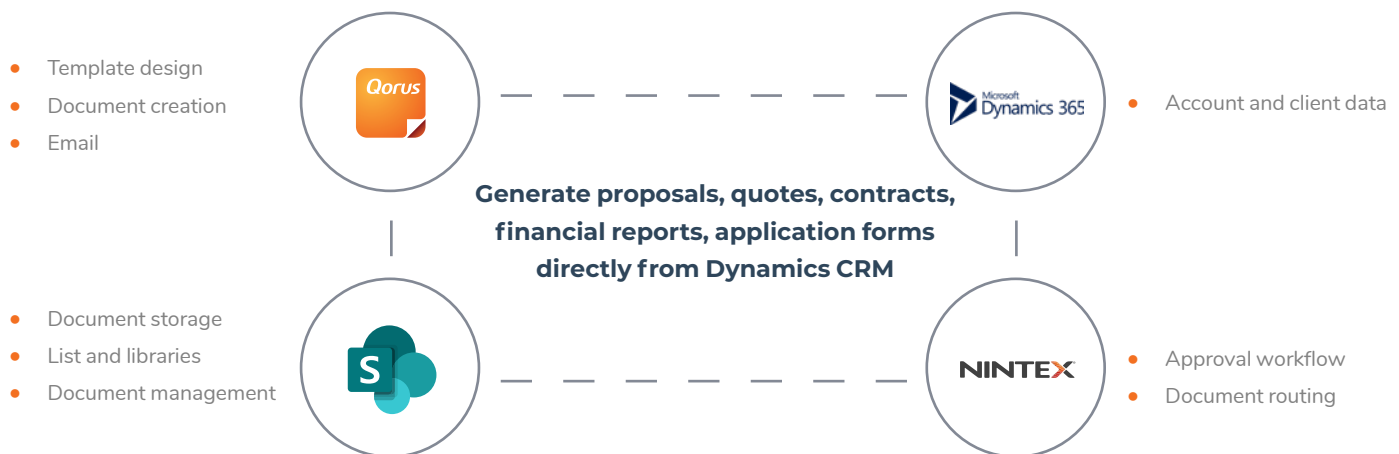 Template design
Document creation
Email
Qorus
Microsoft
Dynamics 365
Account and client data
Generate proposals, quotes, contracts,
financial reports, application forms
directly from Dynamics CRM
Document storage
List and libraries
Document management
S
NINTEX
Approval workflow
Document routing